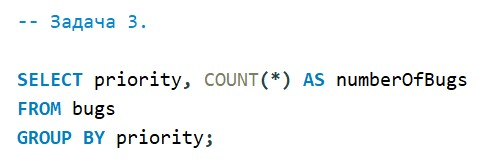 -- Задача 3.
SELECT priority, COUNT(*) AS numberOfBugs
FROM bugs
GROUP BY priority;